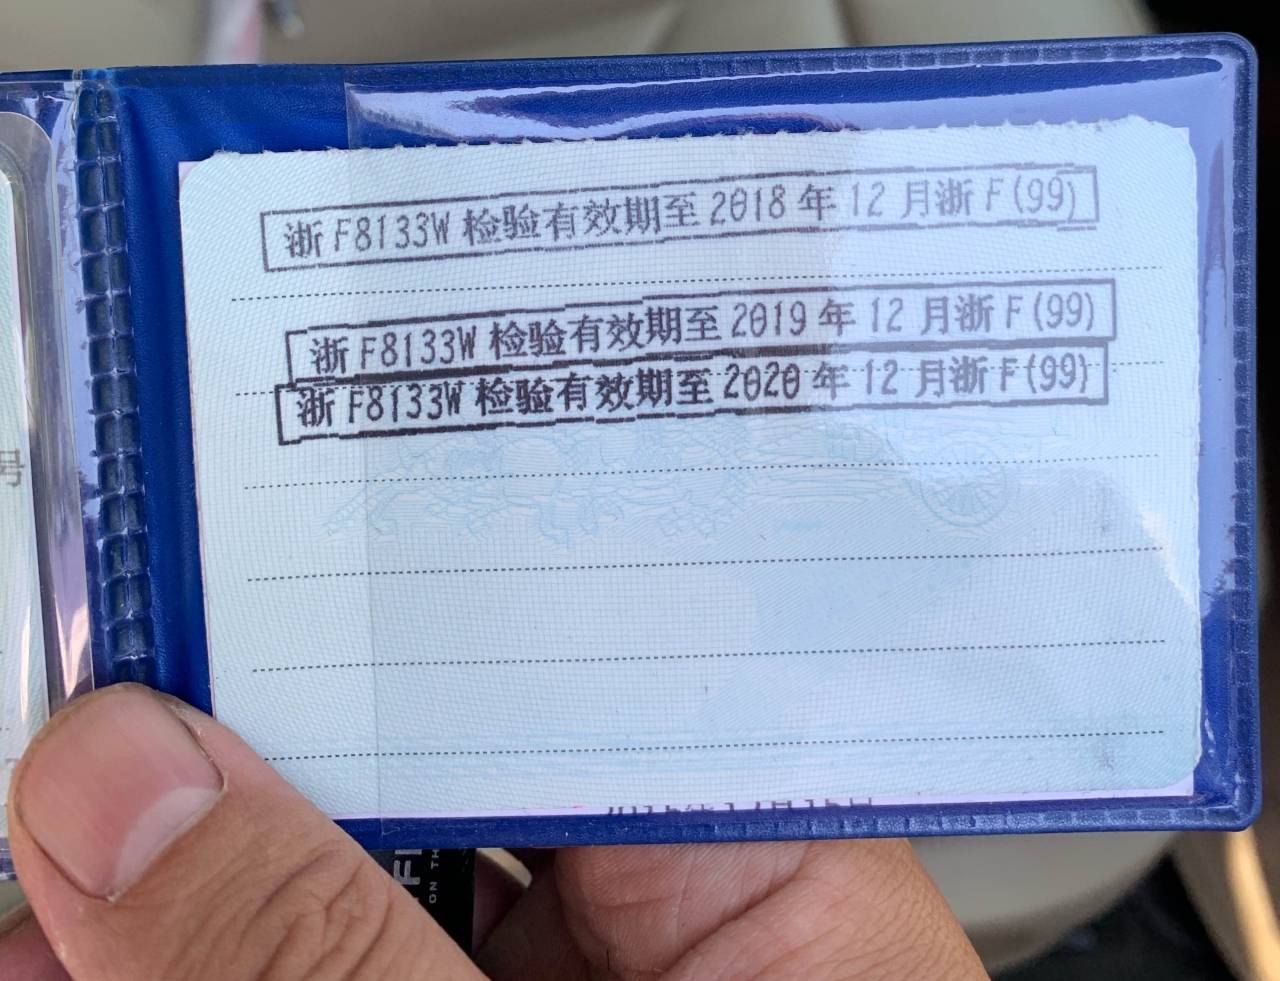 浙F8133W 检验有效期至2018年12月浙F(99)
浙F8133W 检验有效期至2019年12月浙F(99)
浙F8133W 检验有效期至2020年12月浙F(99)
号
ON TH